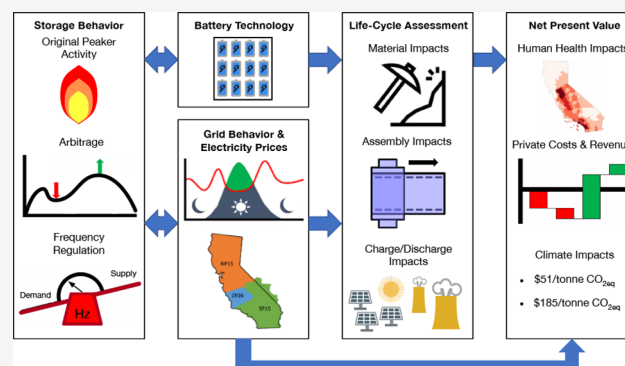 Storage Behavior
Original Peaker
Activity
Arbitrage
Frequency
Regulation
Demand
Supply
Hz
Battery Technology
Grid Behavior &
Electricity Prices
NP15
ZP26
SP15
Life-Cycle Assessment
Material Impacts
Assembly Impacts
Charge/Discharge
Impacts
Net Present Value
Human Health Impacts
Private Costs & Revenue
Climate Impacts
• $51/tonne CO2eq
• $185/tonne CO2eq